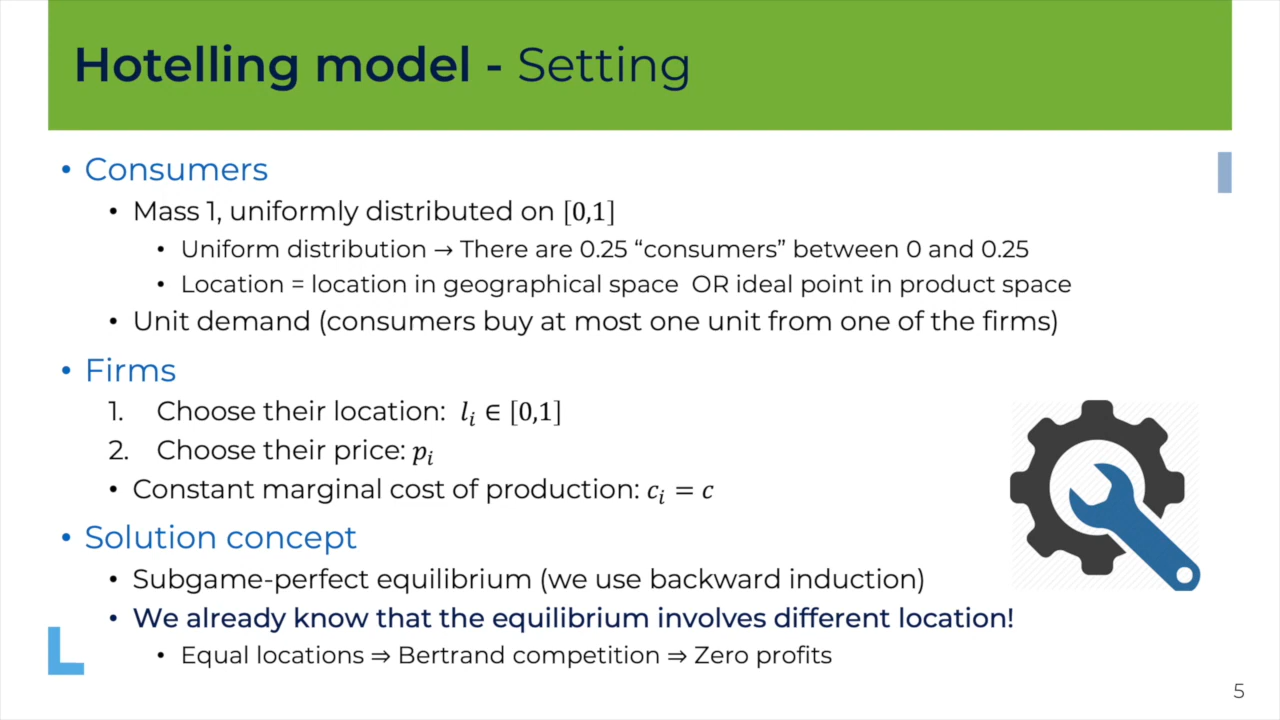 Hotelling model - Setting
• Consumers
• Mass 1, uniformly distributed on [0,1]
• Uniform distribution → There are 0.25 “consumers” between 0 and 0.25
• Location = location in geographical space OR ideal point in product space
• Unit demand (consumers buy at most one unit from one of the firms)
• Firms
1. Choose their location: lᵢ ∈ [0,1]
2. Choose their price: pᵢ
• Constant marginal cost of production: cᵢ = c
• Solution concept
• Subgame-perfect equilibrium (we use backward induction)
• We already know that the equilibrium involves different location!
• Equal locations ⇒ Bertrand competition ⇒ Zero profits
5